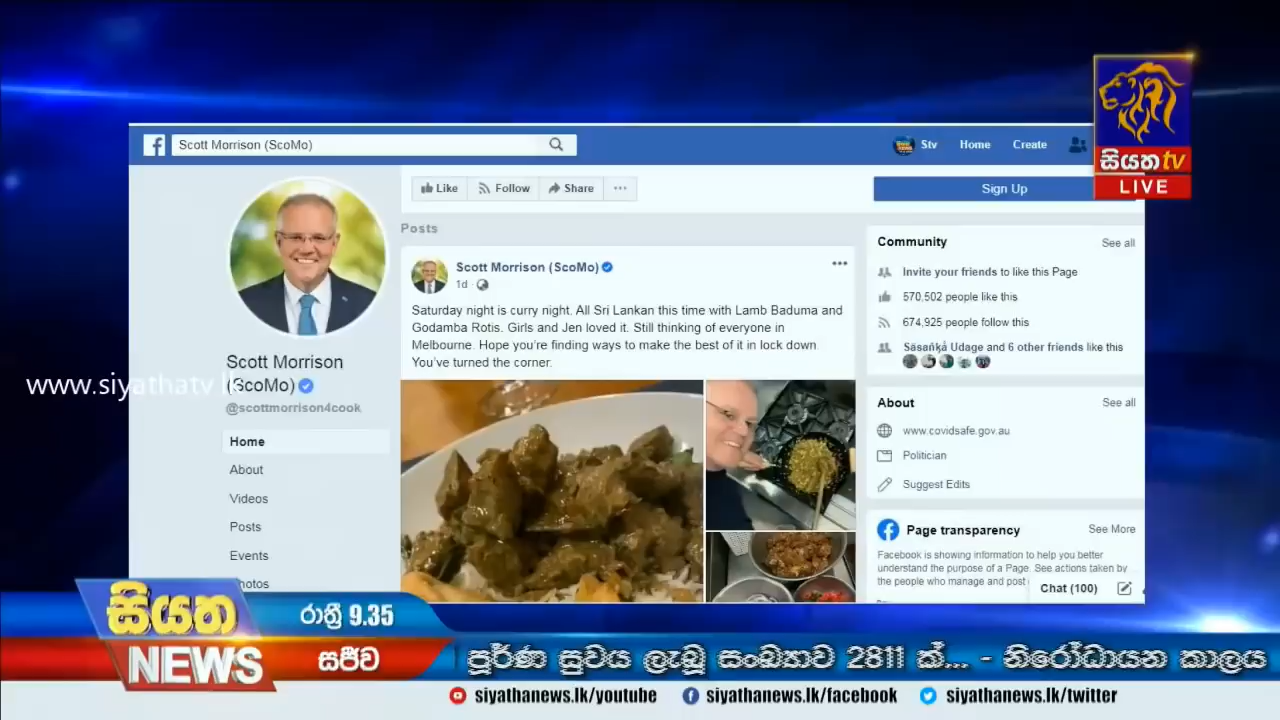 Scott Morrison (ScoMo)
Stv
Home
Create
සියත tv
LIVE
Like
Follow
Share
Sign Up
Posts
Scott Morrison (ScoMo)
1d
Saturday night is curry night. All Sri Lankan this time with Lamb Baduma and
Godamba Rotis. Girls and Jen loved it. Still thinking of everyone in
Melbourne. Hope you're finding ways to make the best of it in lock down.
You've turned the corner.
Scott Morrison
(ScoMo)
@scottmorrison4cook
www.siyathatv.lk
Home
About
Videos
Posts
Events
Photos
Community
See all
Invite your friends to like this Page
570,502 people like this
674,925 people follow this
Sàsaňķà Udage and 6 other friends like this
About
See all
www.covidsafe.gov.au
Politician
Suggest Edits
Page transparency
See More
Facebook is showing information to help you better
understand the purpose of a Page. See actions taken by
the people who manage and post
Chat (100)
සියත
NEWS
රාත්‍රී 9.35
සජීව
පූර්ණ සුවය ලැබූ සංඛ්‍යාව 2811 ක්... - නිරෝධායන කාලය
siyathanews.lk/youtube
siyathanews.lk/facebook
siyathanews.lk/twitter